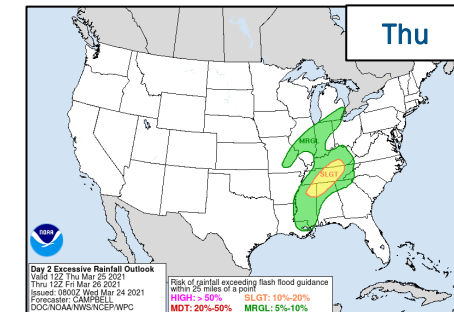 Thu
MRGL
SLGT
NOAA
Day 2 Excessive Rainfall Outlook
Valid 12Z Thu Mar 25 2021
Thru 12Z Fri Mar 26 2021
Issued: 0800Z Wed Mar 24 2021
Forecaster: CAMPBELL
DOC/NOAA/NWS/NCEP/WPC
Risk of rainfall exceeding flash flood guidance
within 25 miles of a point
HIGH: > 50% SLGT: 10%-20%
MDT: 20%-50% MRGL: 5%-10%